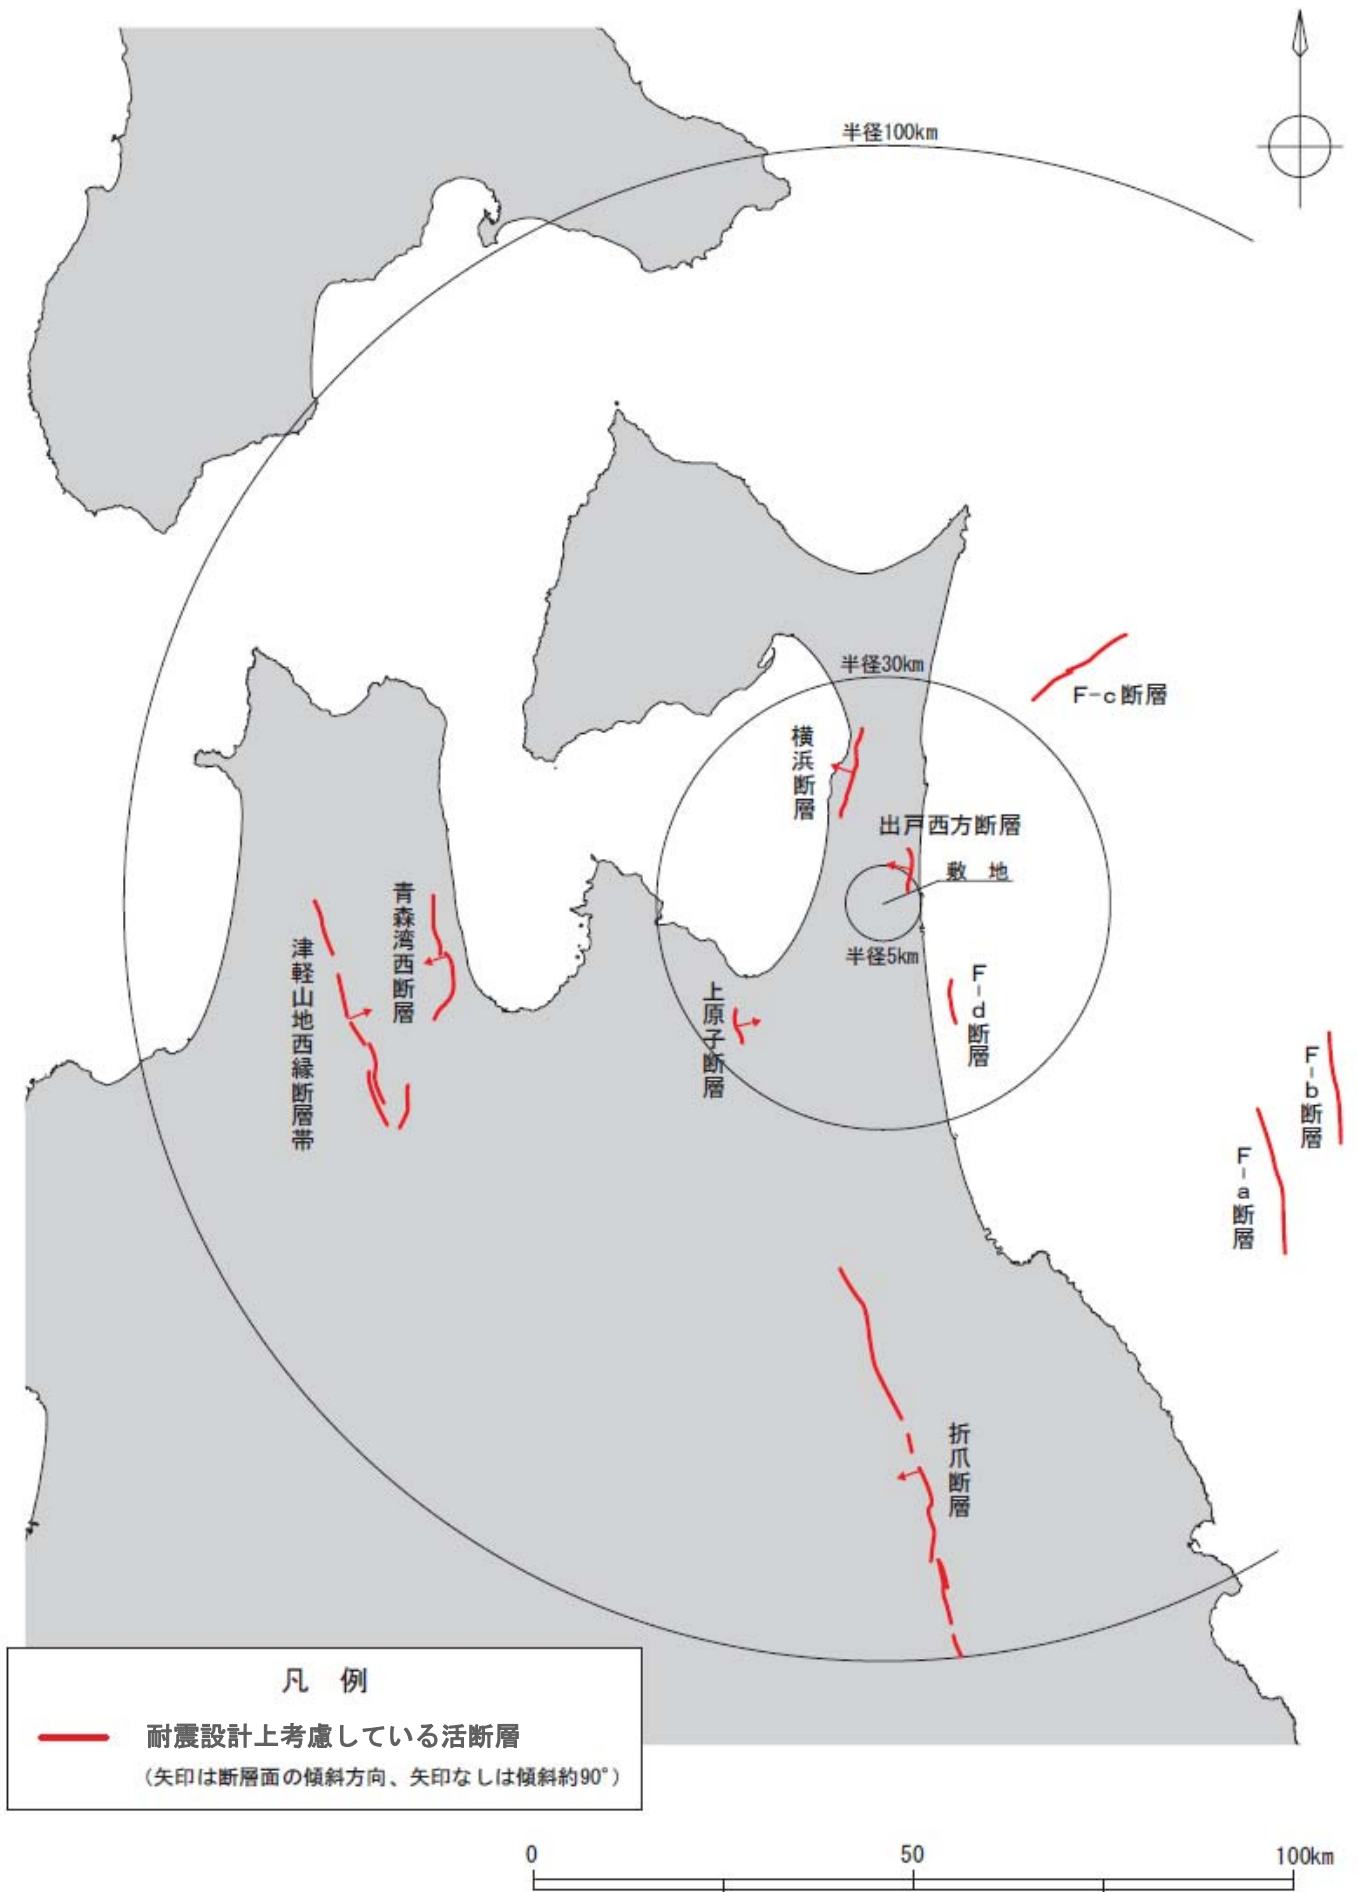 半径100km
半径30km
F-c断層
横浜断層
出戸西方断層
敷 地
青森湾西断層
津軽山地西縁断層帯
半径5km
上原子断層
F-d断層
F-b断層
F-a断層
折爪断層
凡 例
耐震設計上考慮している活断層
（矢印は断層面の傾斜方向、矢印なしは傾斜約90°）
0 50 100km